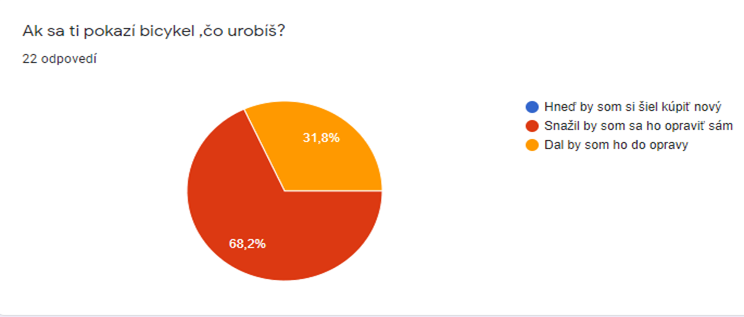 Ak sa ti pokazí bicykel ,čo urobíš?
22 odpovedí
Hneď by som si šiel kúpiť nový
Snažil by som sa ho opraviť sám
Dal by som ho do opravy
31,8%
68,2%